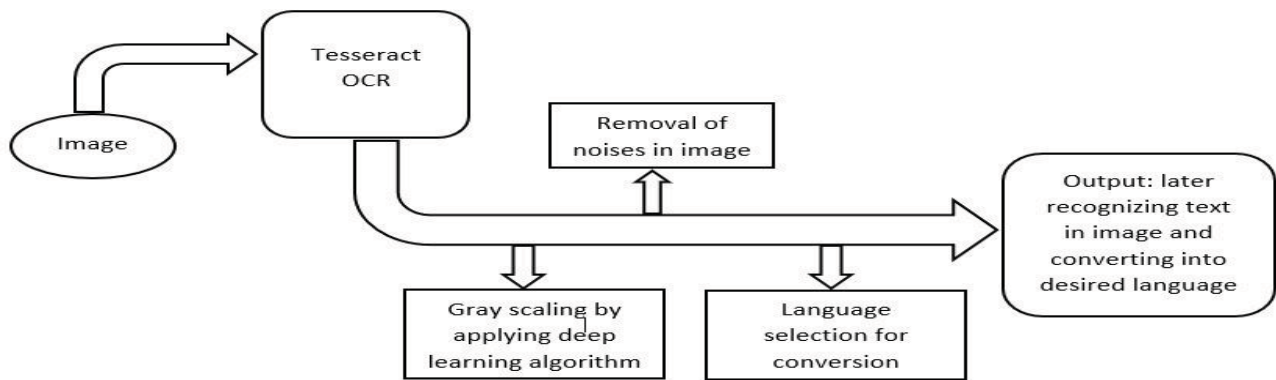 Tesseract
OCR
Image
Removal of
noises in image
Output: later
recognizing text
in image and
converting into
desired language
Gray scaling by
applying deep
learning algorithm
Language
selection for
conversion